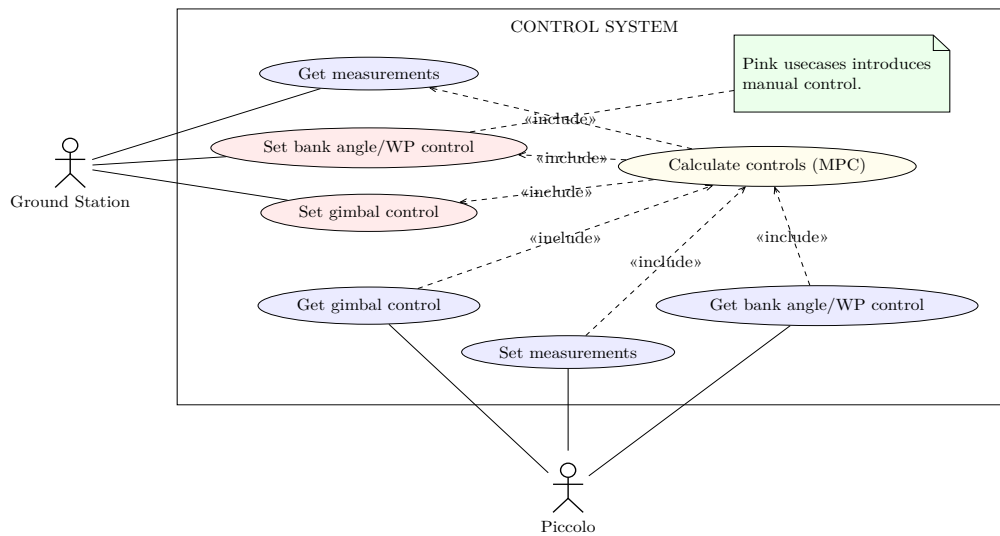 CONTROL SYSTEM
Pink usecases introduces
manual control.
Get measurements
«include»
Set bank angle/WP control
«include»
Calculate controls (MPC)
«include»
Ground Station
Set gimbal control
«include»
«include»
«include»
Get gimbal control
Get bank angle/WP control
Set measurements
Piccolo